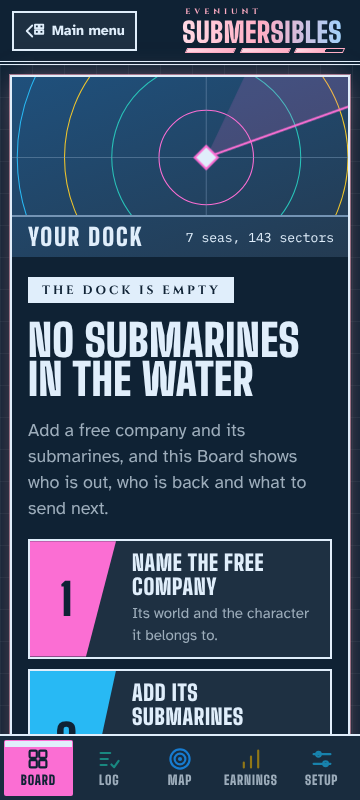 Main menu
EVENIUNT
SUBMERSIBLES
YOUR DOCK
7 seas, 143 sectors
THE DOCK IS EMPTY
NO SUBMARINES
IN THE WATER
Add a free company and its
submarines, and this Board shows
who is out, who is back and what to
send next.
1
NAME THE FREE
COMPANY
Its world and the character
it belongs to.
ADD ITS
SUBMARINES
BOARD
LOG
MAP
EARNINGS
SETUP